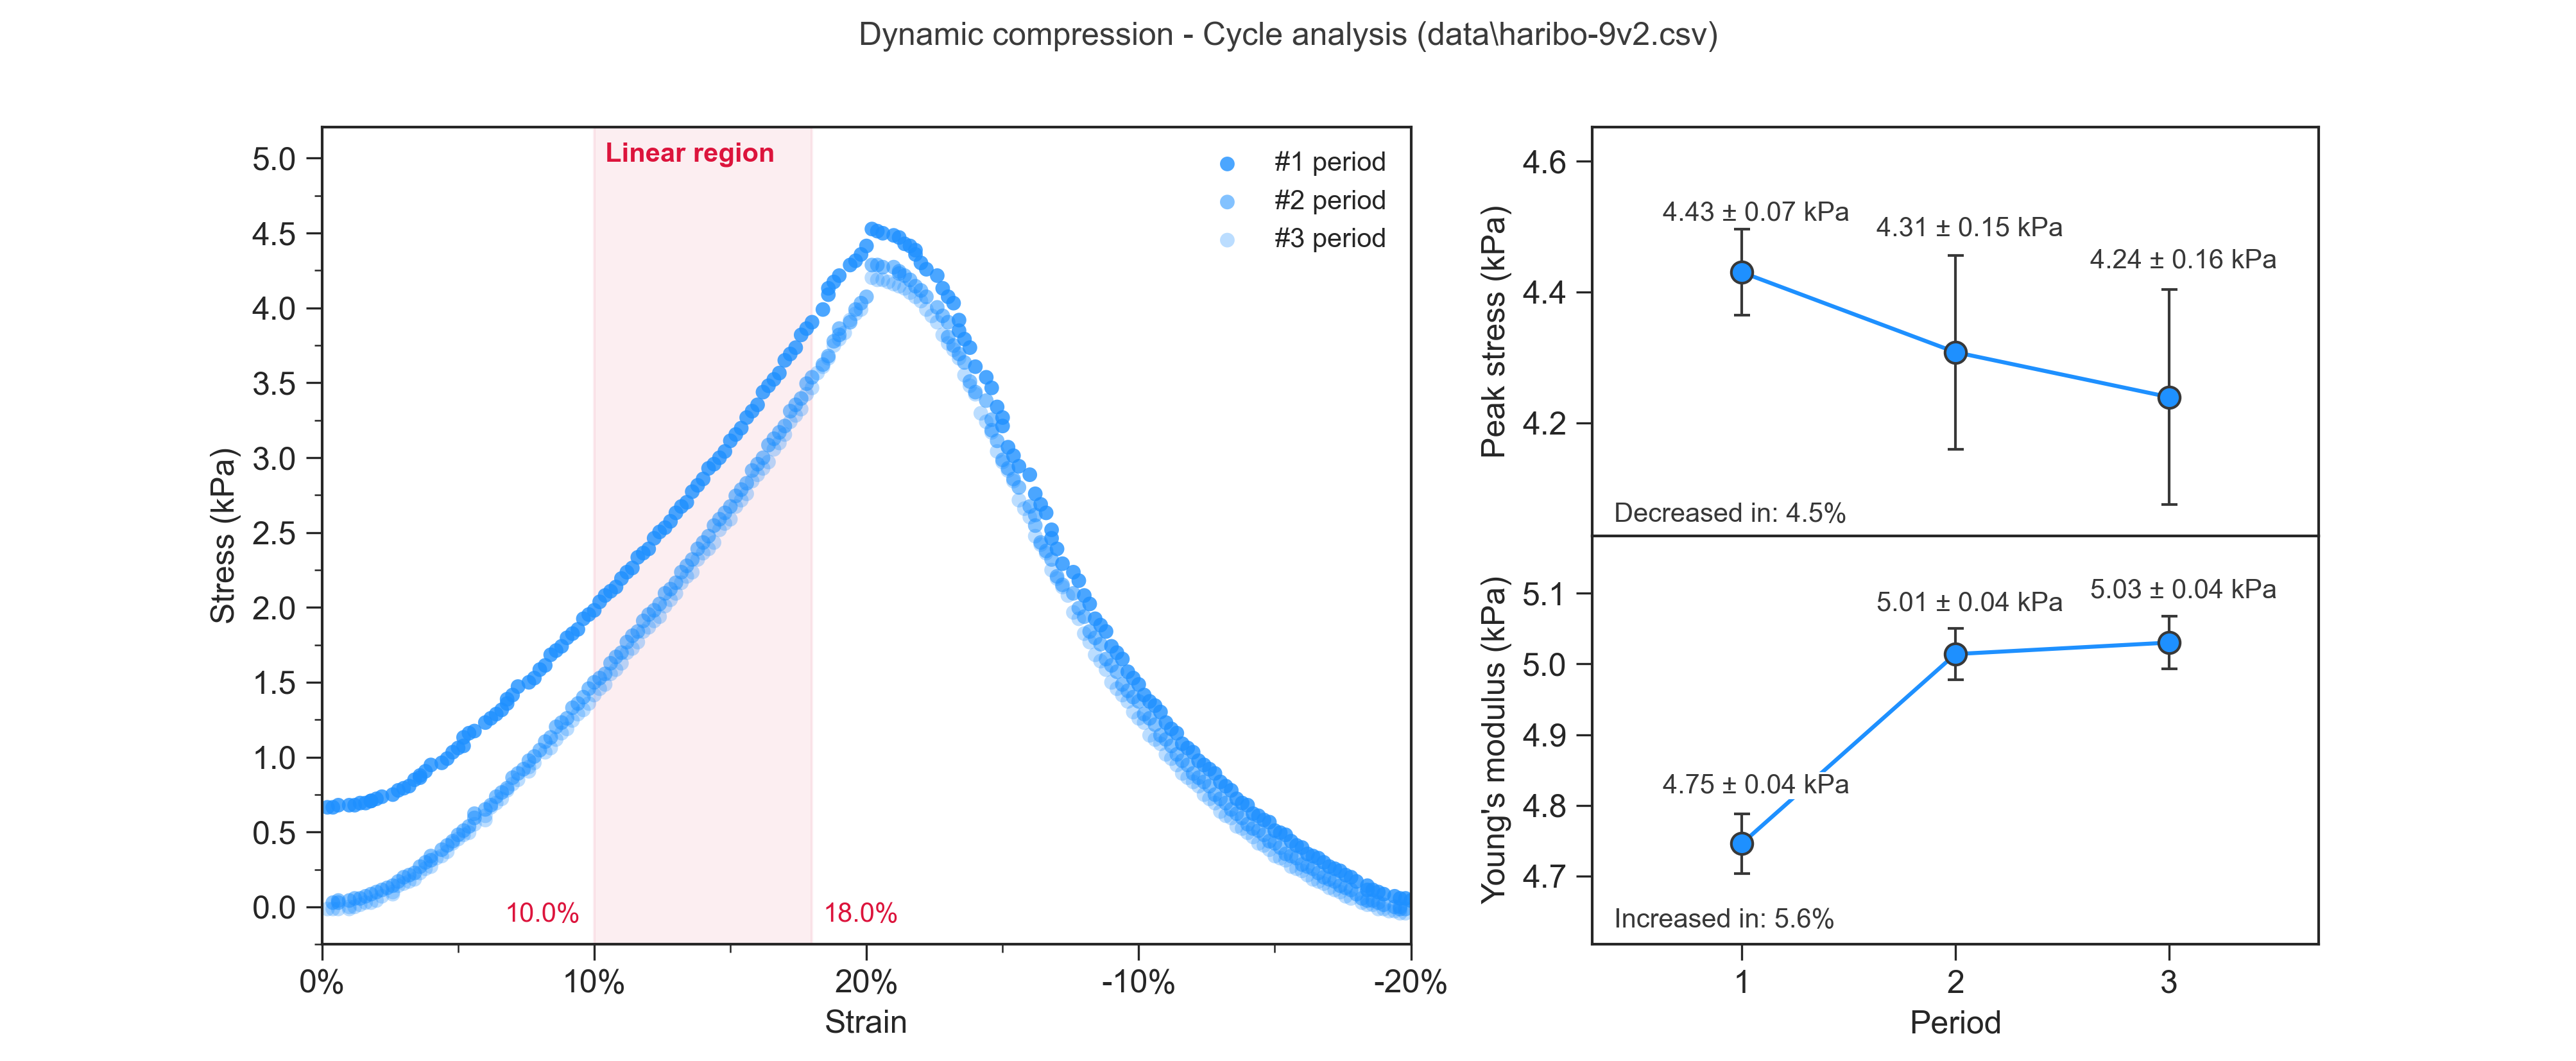 Dynamic compression - Cycle analysis (data\haribo-9v2.csv)
Stress (kPa)
5.0
4.5
4.0
3.5
3.0
2.5
2.0
1.5
1.0
0.5
0.0
Linear region
#1 period
#2 period
#3 period
10.0%
18.0%
0%
10%
20%
-10%
-20%
Strain
Peak stress (kPa)
4.6
4.4
4.2
4.43 ± 0.07 kPa
4.31 ± 0.15 kPa
4.24 ± 0.16 kPa
Decreased in: 4.5%
Young's modulus (kPa)
5.1
5.0
4.9
4.8
4.7
4.75 ± 0.04 kPa
5.01 ± 0.04 kPa
5.03 ± 0.04 kPa
Increased in: 5.6%
1
2
3
Period